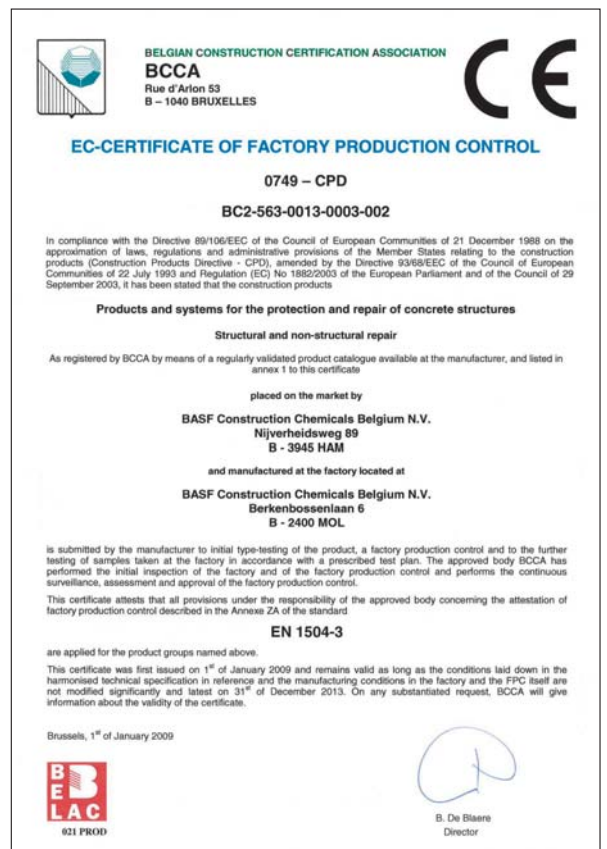 BELGIAN CONSTRUCTION CERTIFICATION ASSOCIATION
BCCA
Rue d'Arlon 53
B – 1040 BRUXELLES
CE
EC-CERTIFICATE OF FACTORY PRODUCTION CONTROL
0749 – CPD
BC2-563-0013-0003-002
In compliance with the Directive 89/106/EEC of the Council of European Communities of 21 December 1988 on the
approximation of laws, regulations and administrative provisions of the Member States relating to the construction
products (Construction Products Directive - CPD), amended by the Directive 93/68/EEC of the Council of European
Communities of 22 July 1993 and Regulation (EC) No 1882/2003 of the European Parliament and of the Council of 29
September 2003, it has been stated that the construction products
Products and systems for the protection and repair of concrete structures
Structural and non-structural repair
As registered by BCCA by means of a regularly validated product catalogue available at the manufacturer, and listed in
annex 1 to this certificate
placed on the market by
BASF Construction Chemicals Belgium N.V.
Nijverheidsweg 89
B - 3945 HAM
and manufactured at the factory located at
BASF Construction Chemicals Belgium N.V.
Berkenbossenlaan 6
B - 2400 MOL
is submitted by the manufacturer to initial type-testing of the product, a factory production control and to the further
testing of samples taken at the factory in accordance with a prescribed test plan. The approved body BCCA has
performed the initial inspection of the factory and of the factory production control and performs the continuous
surveillance, assessment and approval of the factory production control.
This certificate attests that all provisions under the responsibility of the approved body concerning the attestation of
factory production control described in the Annexe ZA of the standard
EN 1504-3
are applied for the product groups named above.
This certificate was first issued on 1st of January 2009 and remains valid as long as the conditions laid down in the
harmonised technical specification in reference and the manufacturing conditions in the factory and the FPC itself are
not modified significantly and latest on 31st of December 2013. On any substantiated request, BCCA will give
information about the validity of the certificate.
Brussels, 1st of January 2009
BELAC
021 PROD
B. De Blaere
Director